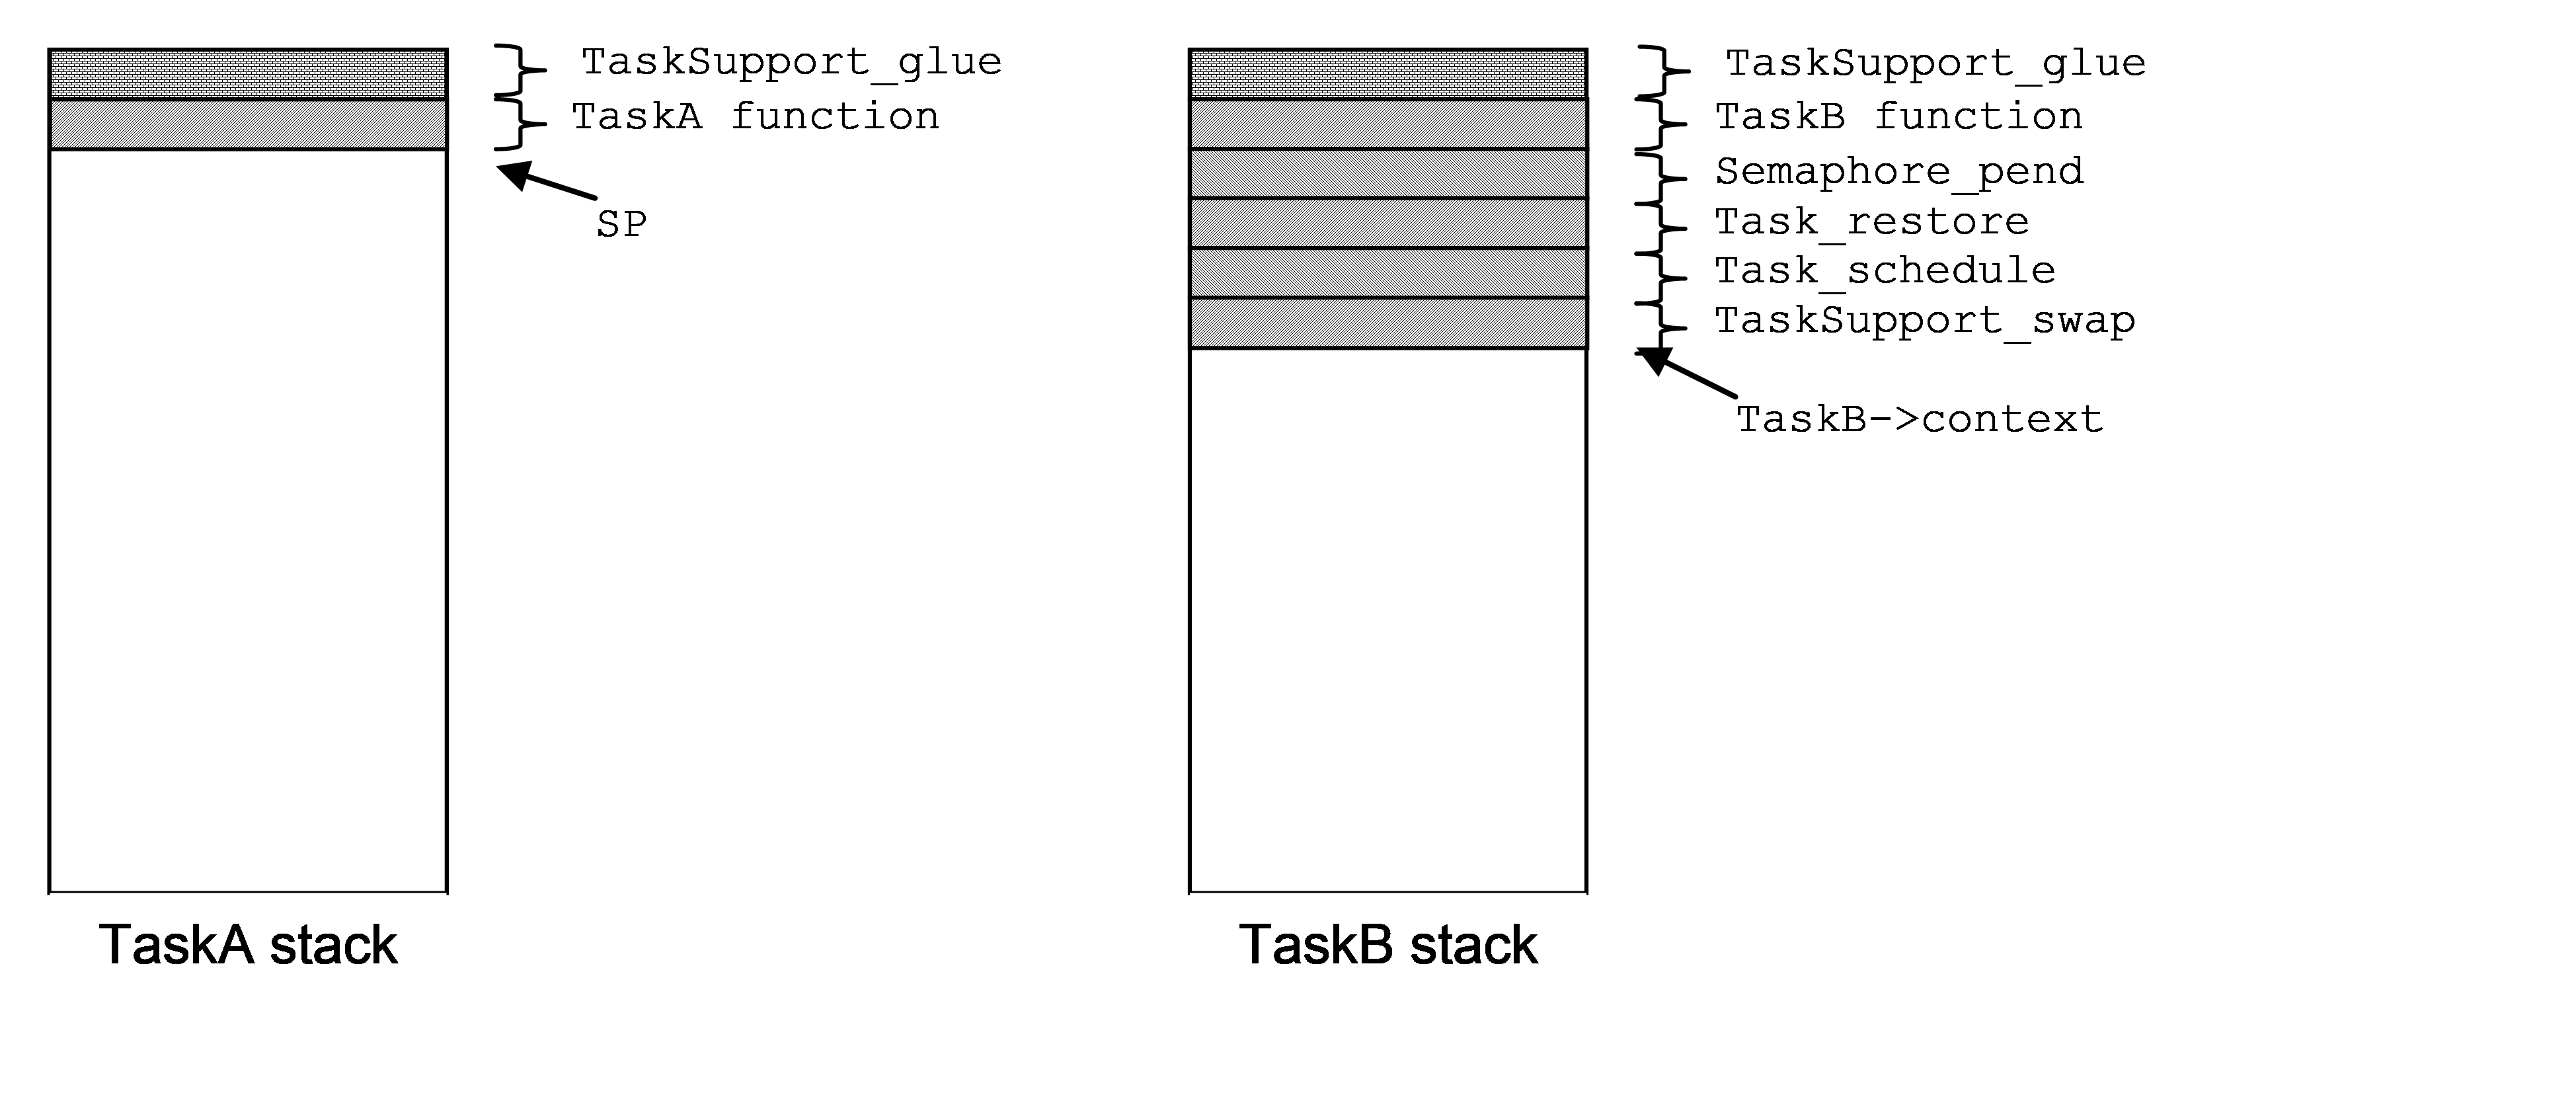 TaskSupport_glue
TaskA function
SP
TaskA stack
TaskSupport_glue
TaskB function
Semaphore_pend
Task_restore
Task_schedule
TaskSupport_swap
TaskB->context
TaskB stack